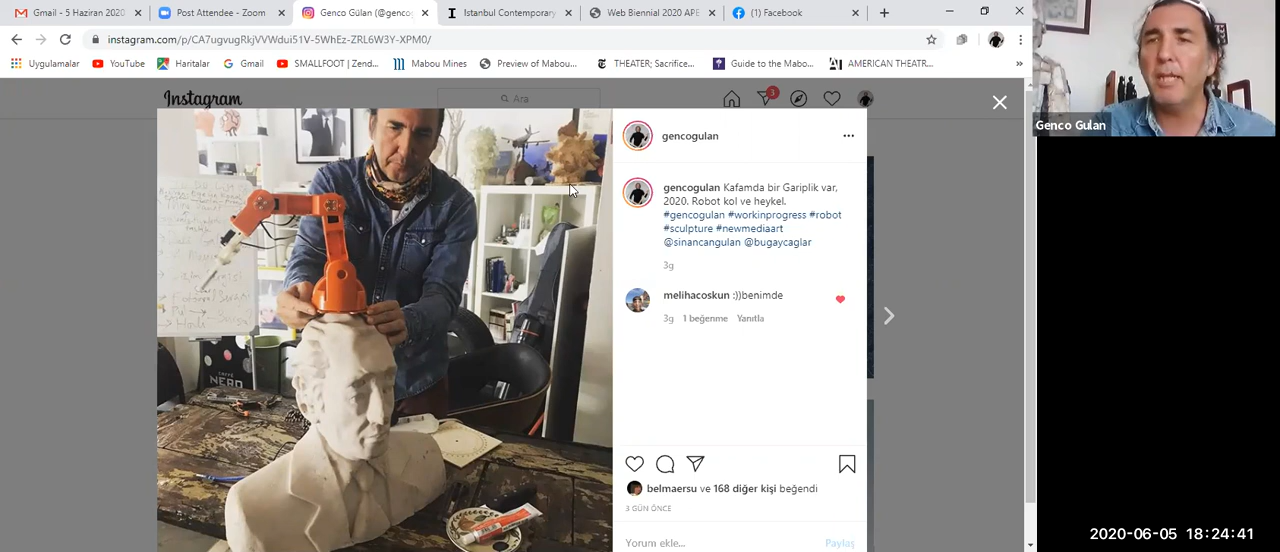 Gmail - 5 Haziran 2020
Post Attendee - Zoom
Genco Gülan (@gencog
Istanbul Contemporary
Web Biennial 2020 APE
(1) Facebook
instagram.com/p/CA7ugvugRkjVVWdui51V-5WhEz-ZRL6W3Y-XPM0/
Uygulamalar
YouTube
Haritalar
Gmail
SMALLFOOT | Zend...
Mabou Mines
Preview of Mabou...
THEATER; Sacrifice...
Guide to the Mabo...
AMERICAN THEATR...
»
Instagram
Ara
3
Genco Gulan
gencogulan
gencogulan Kafamda bir Gariplik var,
2020. Robot kol ve heykel.
#gencogulan #workinprogress #robot
#sculpture #newmediaart
@sinancangulan @bugaycaglar
3g
melihacoskun :))benimde
3g 1 beğenme Yanıtla
CAFFÈ
NERO
belmaersu ve 168 diğer kişi beğendi
3 GÜN ÖNCE
Yorum ekle...
Paylaş
2020-06-05 18:24:41